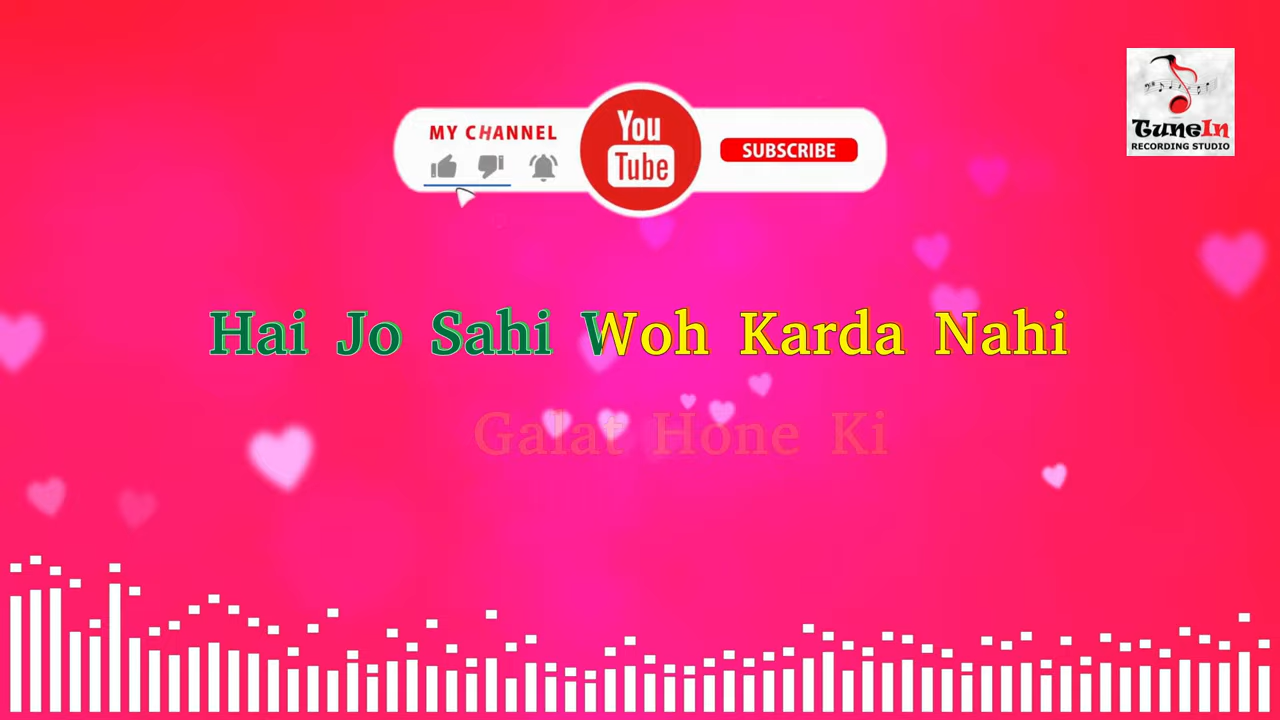 MY CHANNEL
You
Tube
SUBSCRIBE
TuneIn
RECORDING STUDIO
Hai Jo Sahi Woh Karda Nahi
Galat Hone Ki